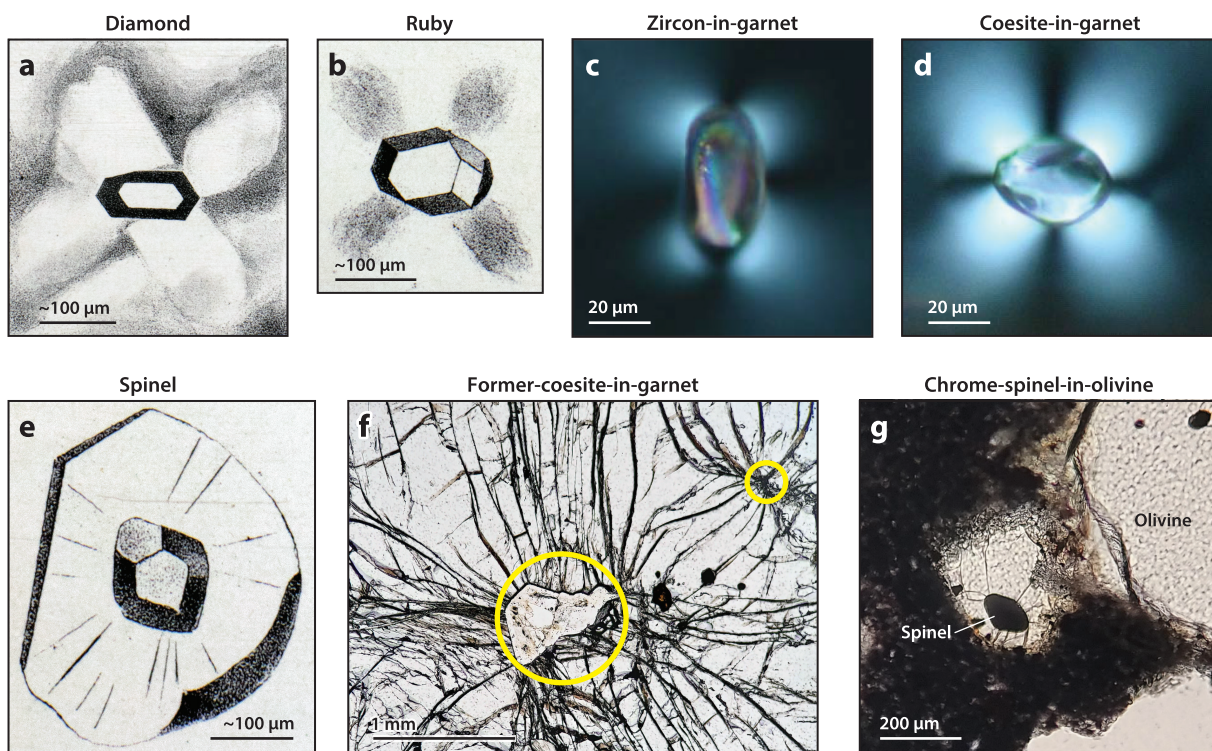 Diamond
Ruby
Zircon-in-garnet
Coesite-in-garnet
a
b
c
d
~100 μm
~100 μm
20 μm
20 μm
Spinel
Former-coesite-in-garnet
Chrome-spinel-in-olivine
e
f
g
Olivine
Spinel
~100 μm
1 mm
200 μm